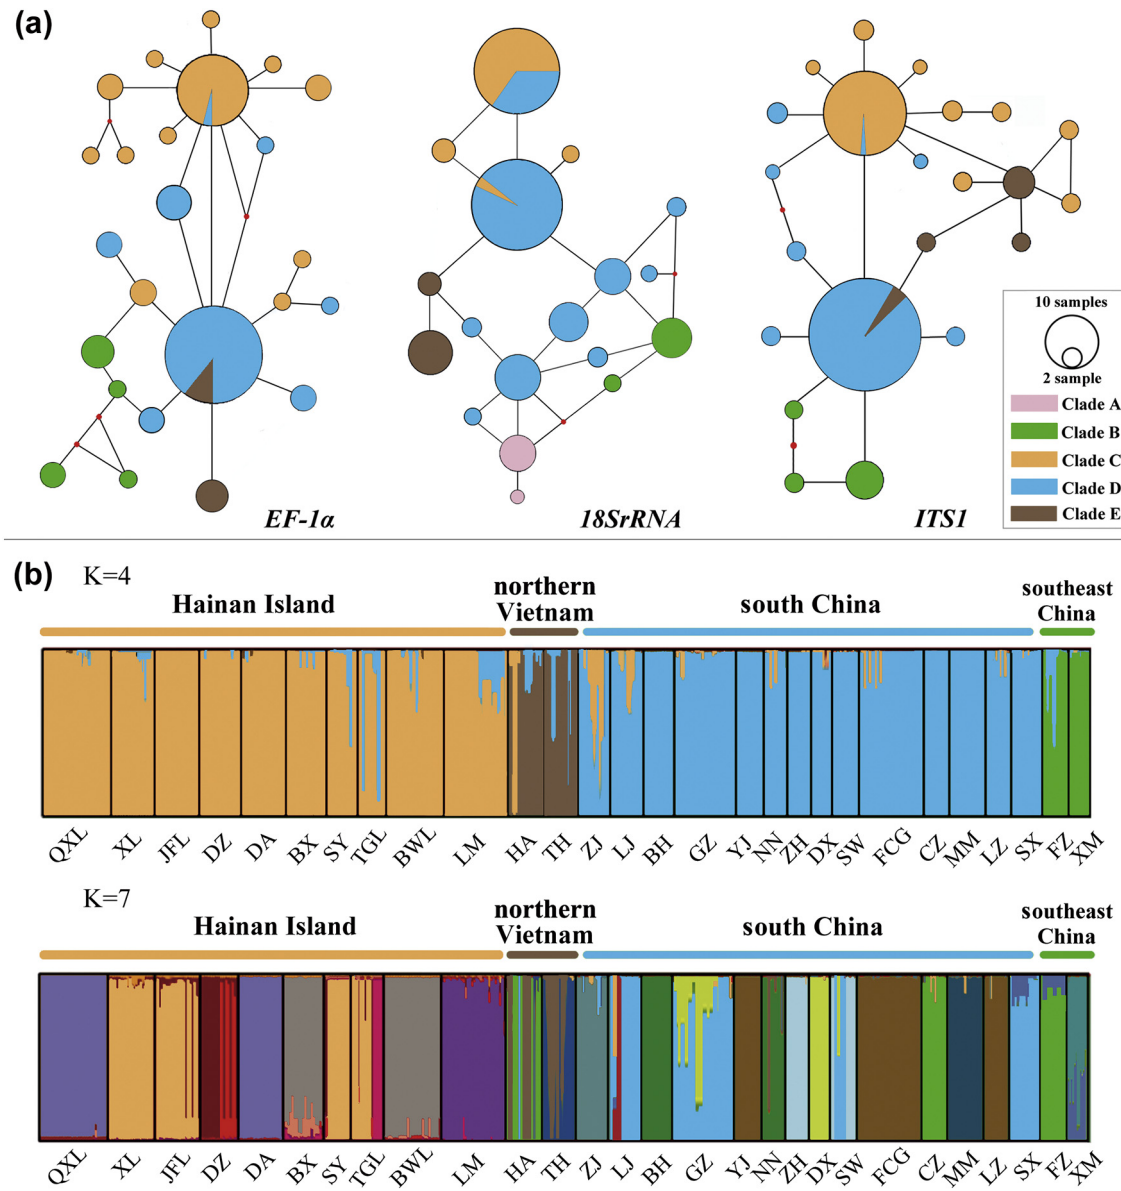 (a)
10 samples
2 sample
Clade A
Clade B
Clade C
Clade D
Clade E
EF-1α
18SrRNA
ITS1
(b)
K=4
Hainan Island
northern
Vietnam
south China
southeast
China
QXL XL JFL DZ DA BX SY TGL BWL LM HA TH ZJ LJ BH GZ YJ NN ZH DX SW FCG CZ MM LZ SX FZ XM
K=7
Hainan Island
northern
Vietnam
south China
southeast
China
QXL XL JFL DZ DA BX SY TGL BWL LM HA TH ZJ LJ BH GZ YJ NN ZH DX SW FCG CZ MM LZ SX FZ XM